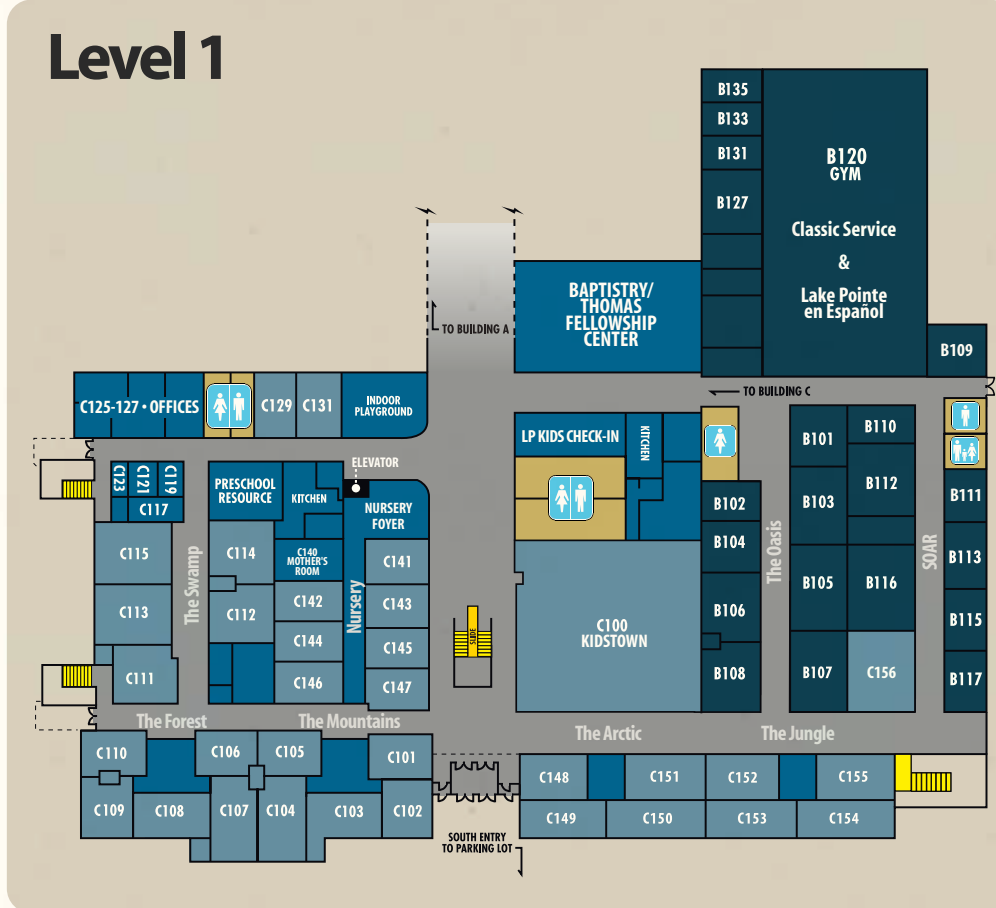 Level 1
B135
B133
B131
B127
B120
GYM
Classic Service
&
Lake Pointe
en Español
B109
BAPTISTRY/
THOMAS
FELLOWSHIP
CENTER
TO BUILDING A
TO BUILDING C
C125-127 • OFFICES
C129
C131
INDOOR
PLAYGROUND
LP KIDS CHECK-IN
KITCHEN
B101
B110
B112
B102
B103
B111
B104
B113
B105
B116
B106
B115
B107
C156
B108
B117
The Oasis
SOAR
ELEVATOR
C123
C121
C119
C117
PRESCHOOL
RESOURCE
KITCHEN
NURSERY
FOYER
C115
The Swamp
C114
C140
MOTHER'S
ROOM
C141
C113
C112
C142
Nursery
C143
C144
C145
C111
C146
C147
SLIDE
C100
KIDSTOWN
The Forest
The Mountains
The Arctic
The Jungle
C110
C106
C105
C101
C109
C108
C107
C104
C103
C102
C148
C151
C152
C155
C149
C150
C153
C154
SOUTH ENTRY
TO PARKING LOT